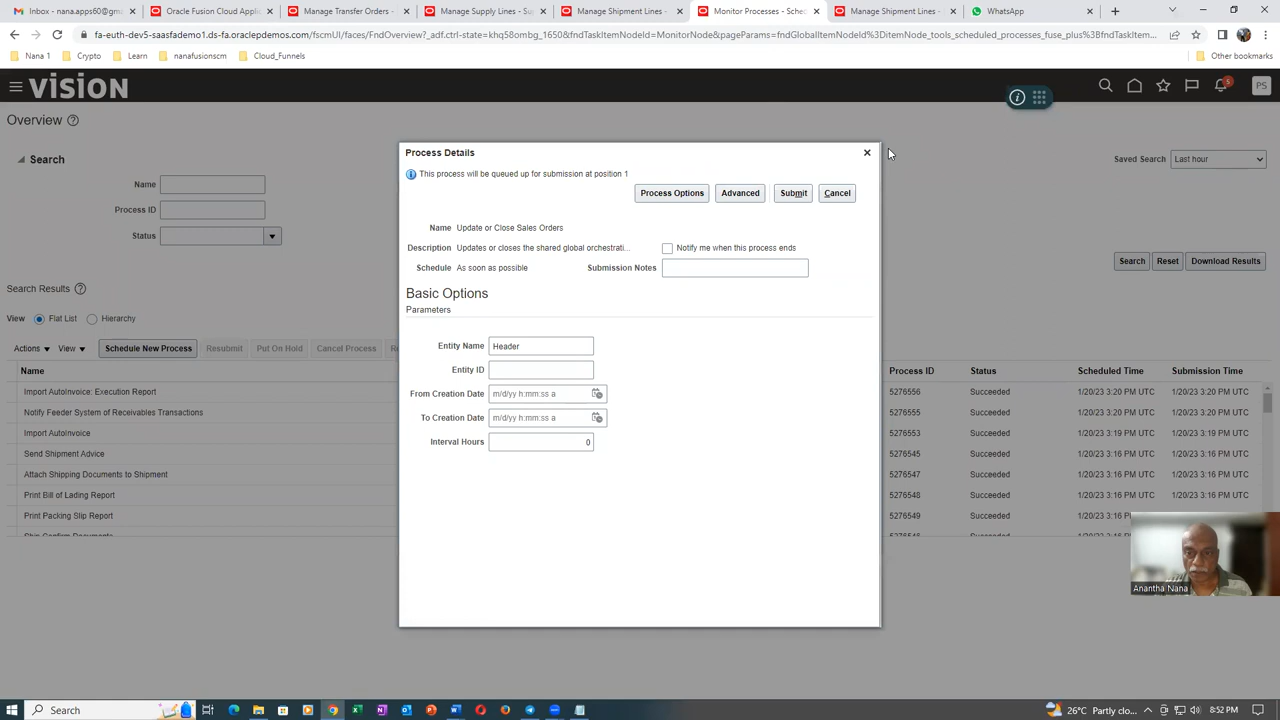 Inbox - nana.apps60@gma
Oracle Fusion Cloud Applic
Manage Transfer Orders -
Manage Supply Lines - Sup
Manage Shipment Lines -
Monitor Processes - Sched
Manage Shipment Lines -
WhatsApp
fa-euth-dev5-saasfademo1.ds-fa.oraclepdemos.com/fscmUI/faces/FndOverview?_adf.ctrl-state=khq58ombg_1650&fndTaskItemNodeId=MonitorNode&pageParams=fndGlobalItemNodeId%3DitemNode_tools_scheduled_processes_fuse_plus%3BfndTaskItem...
Nana 1
Crypto
Learn
nanafusionscm
Cloud_Funnels
Other bookmarks
VISION
5
PS
Overview
Search
Saved Search Last hour
Name
Process ID
Status
Search Reset Download Results
Search Results
View Flat List Hierarchy
Actions View Schedule New Process Resubmit Put On Hold Cancel Process
Name Process ID Status Scheduled Time Submission Time
Import AutoInvoice: Execution Report 5276556 Succeeded 1/20/23 3:20 PM UTC 1/20/23 3:20 PM UTC
Notify Feeder System of Receivables Transactions 5276555 Succeeded 1/20/23 3:20 PM UTC 1/20/23 3:20 PM UTC
Import AutoInvoice 5276553 Succeeded 1/20/23 3:19 PM UTC 1/20/23 3:19 PM UTC
Send Shipment Advice 5276545 Succeeded 1/20/23 3:16 PM UTC 1/20/23 3:16 PM UTC
Attach Shipping Documents to Shipment 5276547 Succeeded 1/20/23 3:16 PM UTC 1/20/23 3:16 PM UTC
Print Bill of Lading Report 5276548 Succeeded 1/20/23 3:16 PM UTC 1/20/23 3:16 PM UTC
Print Packing Slip Report 5276549 Succeeded 1/20/23 3:16 PM UTC 1/20/23 3:16 PM UTC
Process Details
This process will be queued up for submission at position 1
Process Options Advanced Submit Cancel
Name Update or Close Sales Orders
Description Updates or closes the shared global orchestrati... Notify me when this process ends
Schedule As soon as possible Submission Notes
Basic Options
Parameters
Entity Name Header
Entity ID
From Creation Date m/d/yy h:mm:ss a
To Creation Date m/d/yy h:mm:ss a
Interval Hours 0
Anantha Nana
Search
26°C Partly clo...
8:52 PM